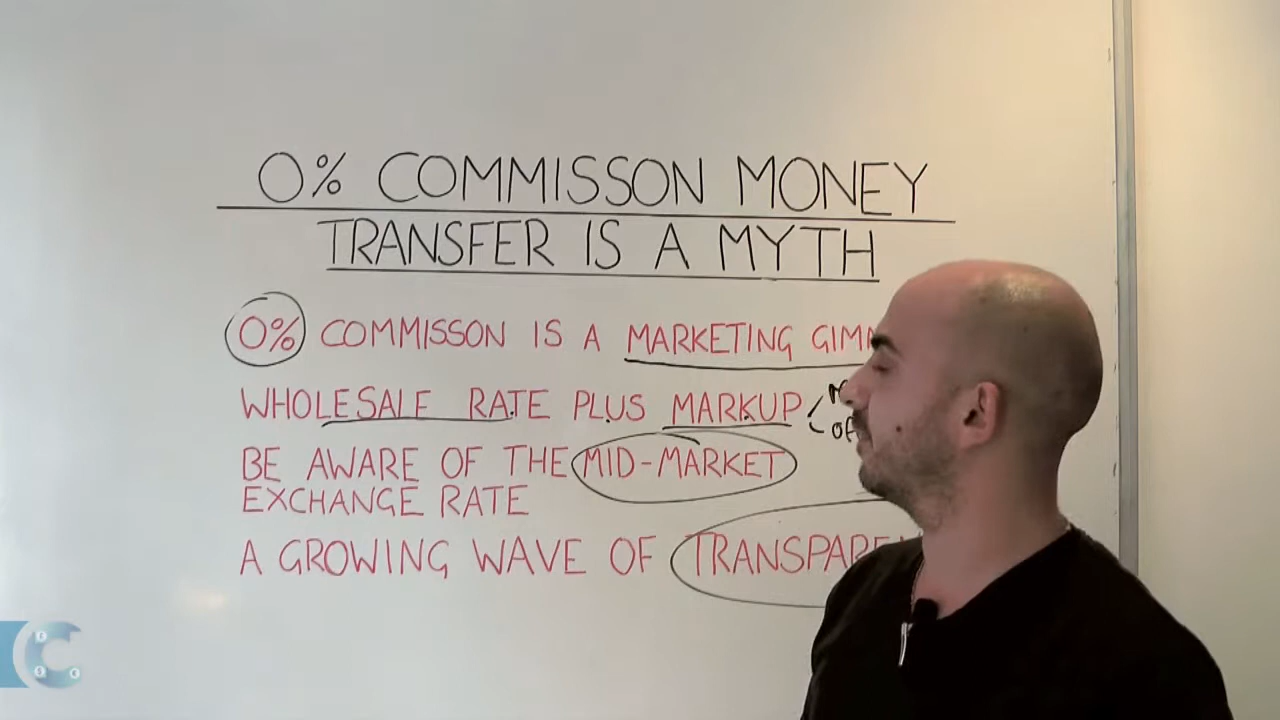 0% COMMISSON MONEY
TRANSFER IS A MYTH
0% COMMISSON IS A MARKETING
WHOLESALE RATE PLUS MARKUP
BE AWARE OF THE MID-MARKET
EXCHANGE RATE
A GROWING WAVE OF